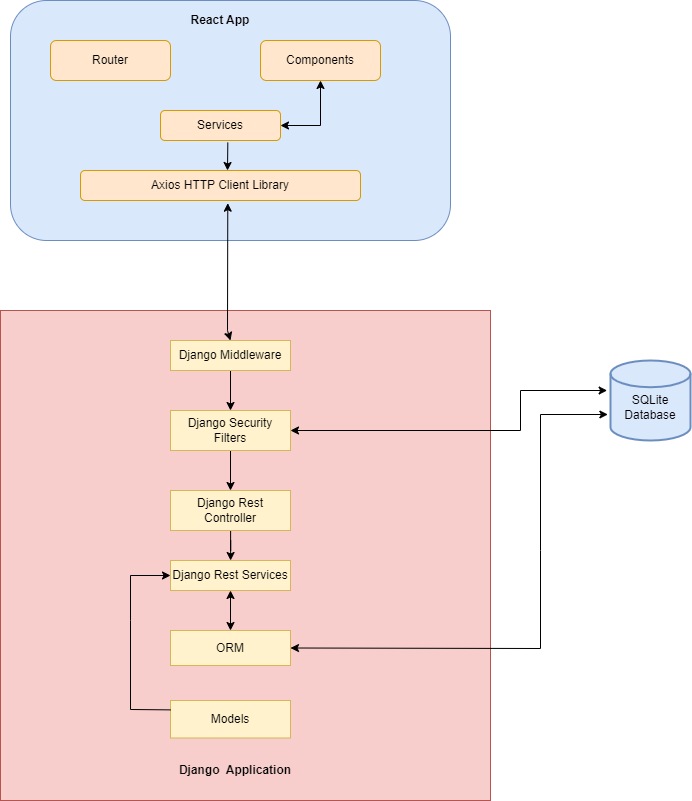 React App
Router
Components
Services
Axios HTTP Client Library
Django Middleware
Django Security
Filters
SQLite
Database
Django Rest
Controller
Django Rest Services
ORM
Models
Django Application